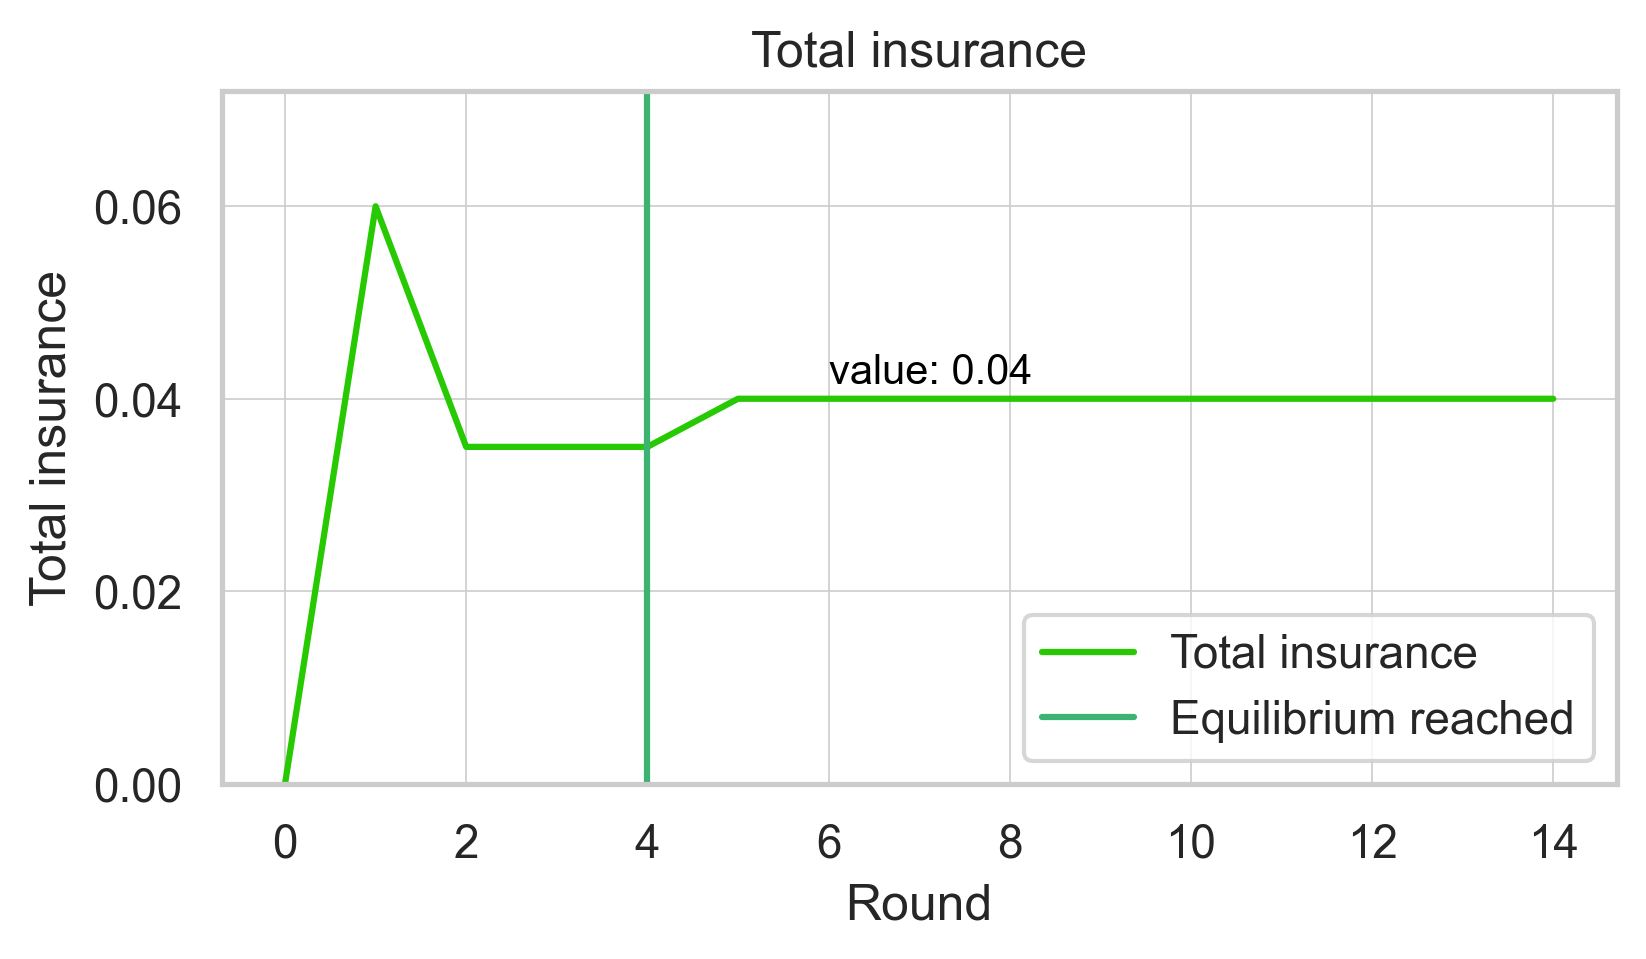 Total insurance
Total insurance
0.06
0.04
0.02
0.00
value: 0.04
Total insurance
Equilibrium reached
0 2 4 6 8 10 12 14
Round